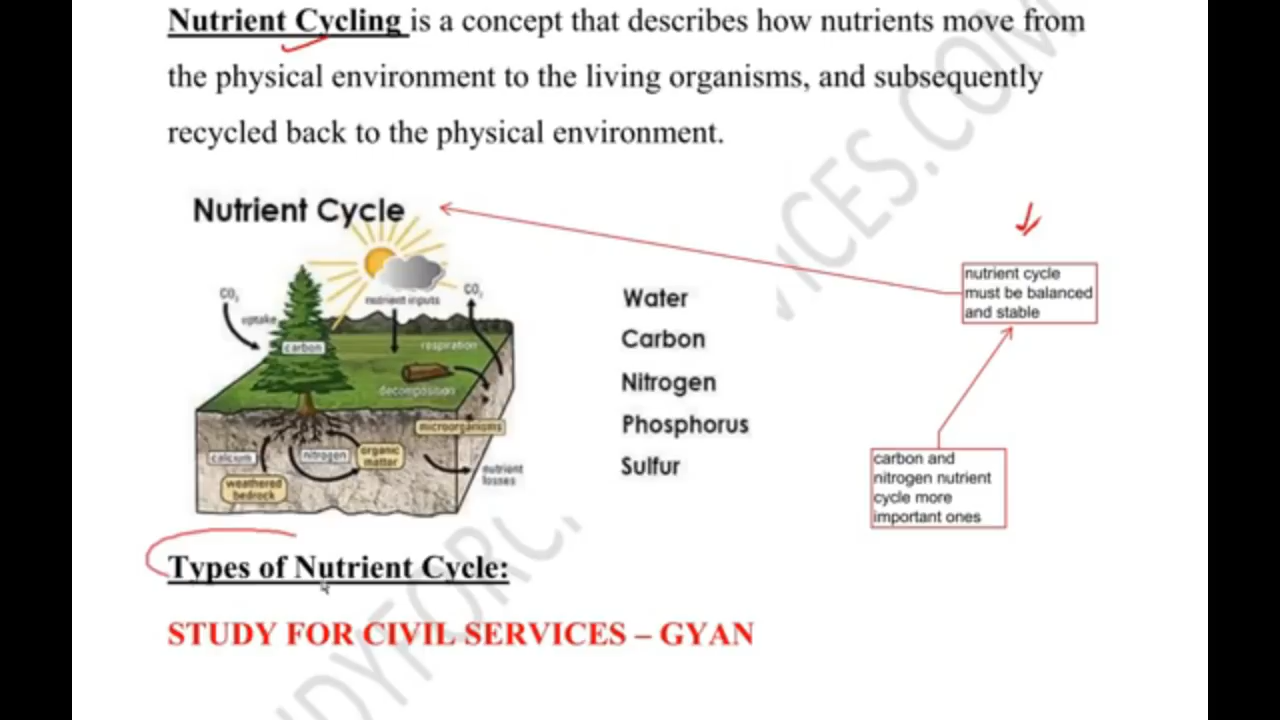 Nutrient Cycling is a concept that describes how nutrients move from
the physical environment to the living organisms, and subsequently
recycled back to the physical environment.
Nutrient Cycle
CO₂
uptake
carbon
nutrient inputs
CO₂
respiration
decomposition
microorganisms
calcium
nitrogen
organic
matter
weathered
bedrock
nutrient
losses
Water
Carbon
Nitrogen
Phosphorus
Sulfur
nutrient cycle
must be balanced
and stable
carbon and
nitrogen nutrient
cycle more
important ones
Types of Nutrient Cycle:
STUDY FOR CIVIL SERVICES – GYAN